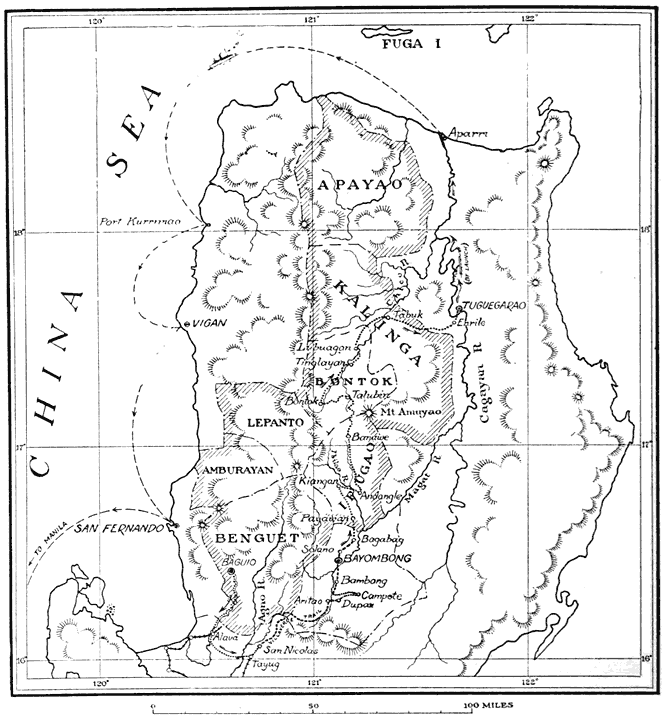 120°
121°
122°
FUGA I
CHINA SEA
Aparri
APAYAO
Port Kurrimao
18°
18°
KALINGA
TUGUEGARAO
Tabuk
Enrile
VIGAN
Cagayan R
Lubuagan
Tinglayan
BONTOK
Bontok
Talubin
Mt Amuyao
LEPANTO
17°
Banawe
17°
AMBURAYAN
IFUGAO
Kiangan
Andangle
Magat R
Payawan
SAN FERNANDO
TO MANILA
BENGUET
Bagabag
Solano
BAYOMBONG
BAGUIO
Bambang
Agno R
Campote
Aritao
Dupax
Alava
San Nicolas
Tayug
16°
16°
120°
121°
122°
0 50 100 MILES